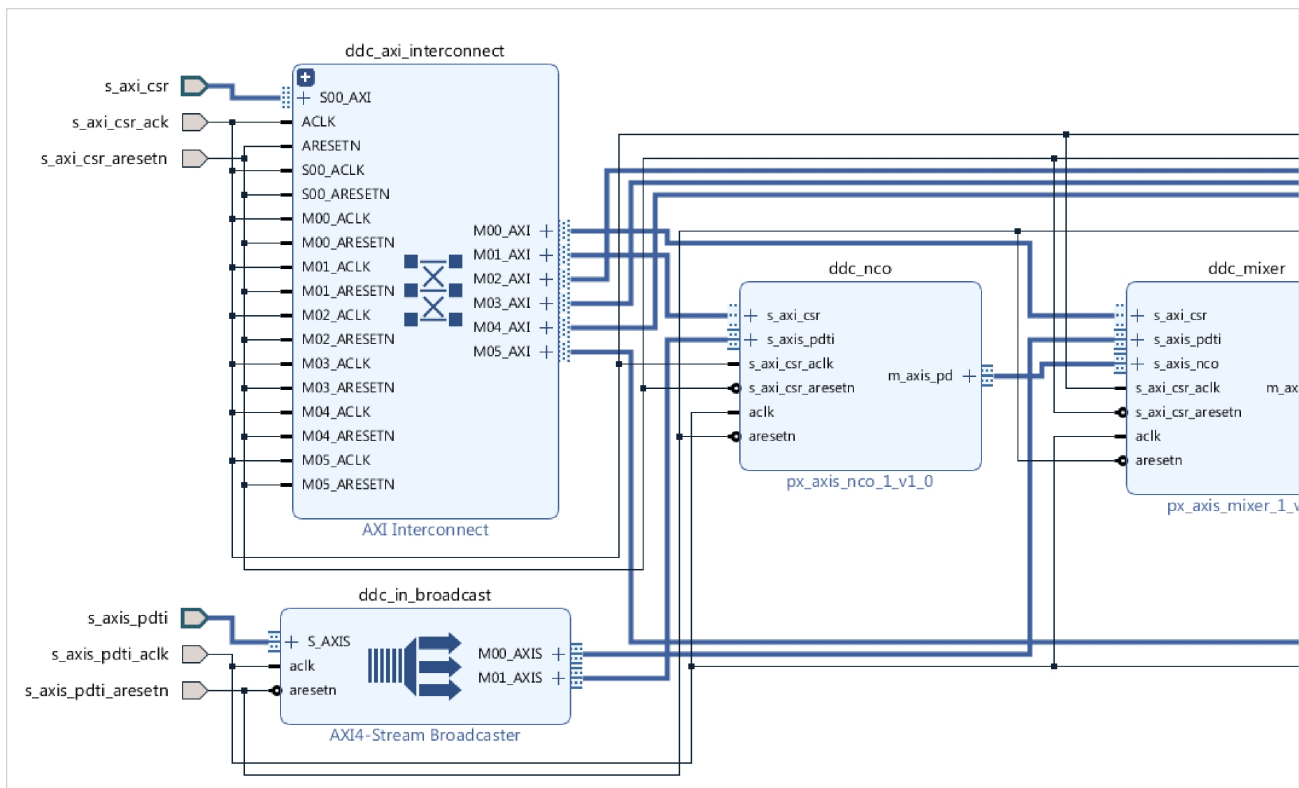 ddc_axi_interconnect
s_axi_csr
s_axi_csr_ack
s_axi_csr_aresetn
S00_AXI
ACLK
ARESETN
S00_ACLK
S00_ARESETN
M00_ACLK
M00_ARESETN
M01_ACLK
M01_ARESETN
M02_ACLK
M02_ARESETN
M03_ACLK
M03_ARESETN
M04_ACLK
M04_ARESETN
M05_ACLK
M05_ARESETN
M00_AXI
M01_AXI
M02_AXI
M03_AXI
M04_AXI
M05_AXI
AXI Interconnect
ddc_nco
s_axi_csr
s_axis_pdti
s_axi_csr_aclk
s_axi_csr_aresetn
aclk
aresetn
m_axis_pd
px_axis_nco_1_v1_0
ddc_mixer
s_axi_csr
s_axis_pdti
s_axis_nco
s_axi_csr_aclk
s_axi_csr_aresetn
aclk
aresetn
m_ax
px_axis_mixer_1_v
ddc_in_broadcast
s_axis_pdti
s_axis_pdti_aclk
s_axis_pdti_aresetn
S_AXIS
aclk
aresetn
M00_AXIS
M01_AXIS
AXI4-Stream Broadcaster